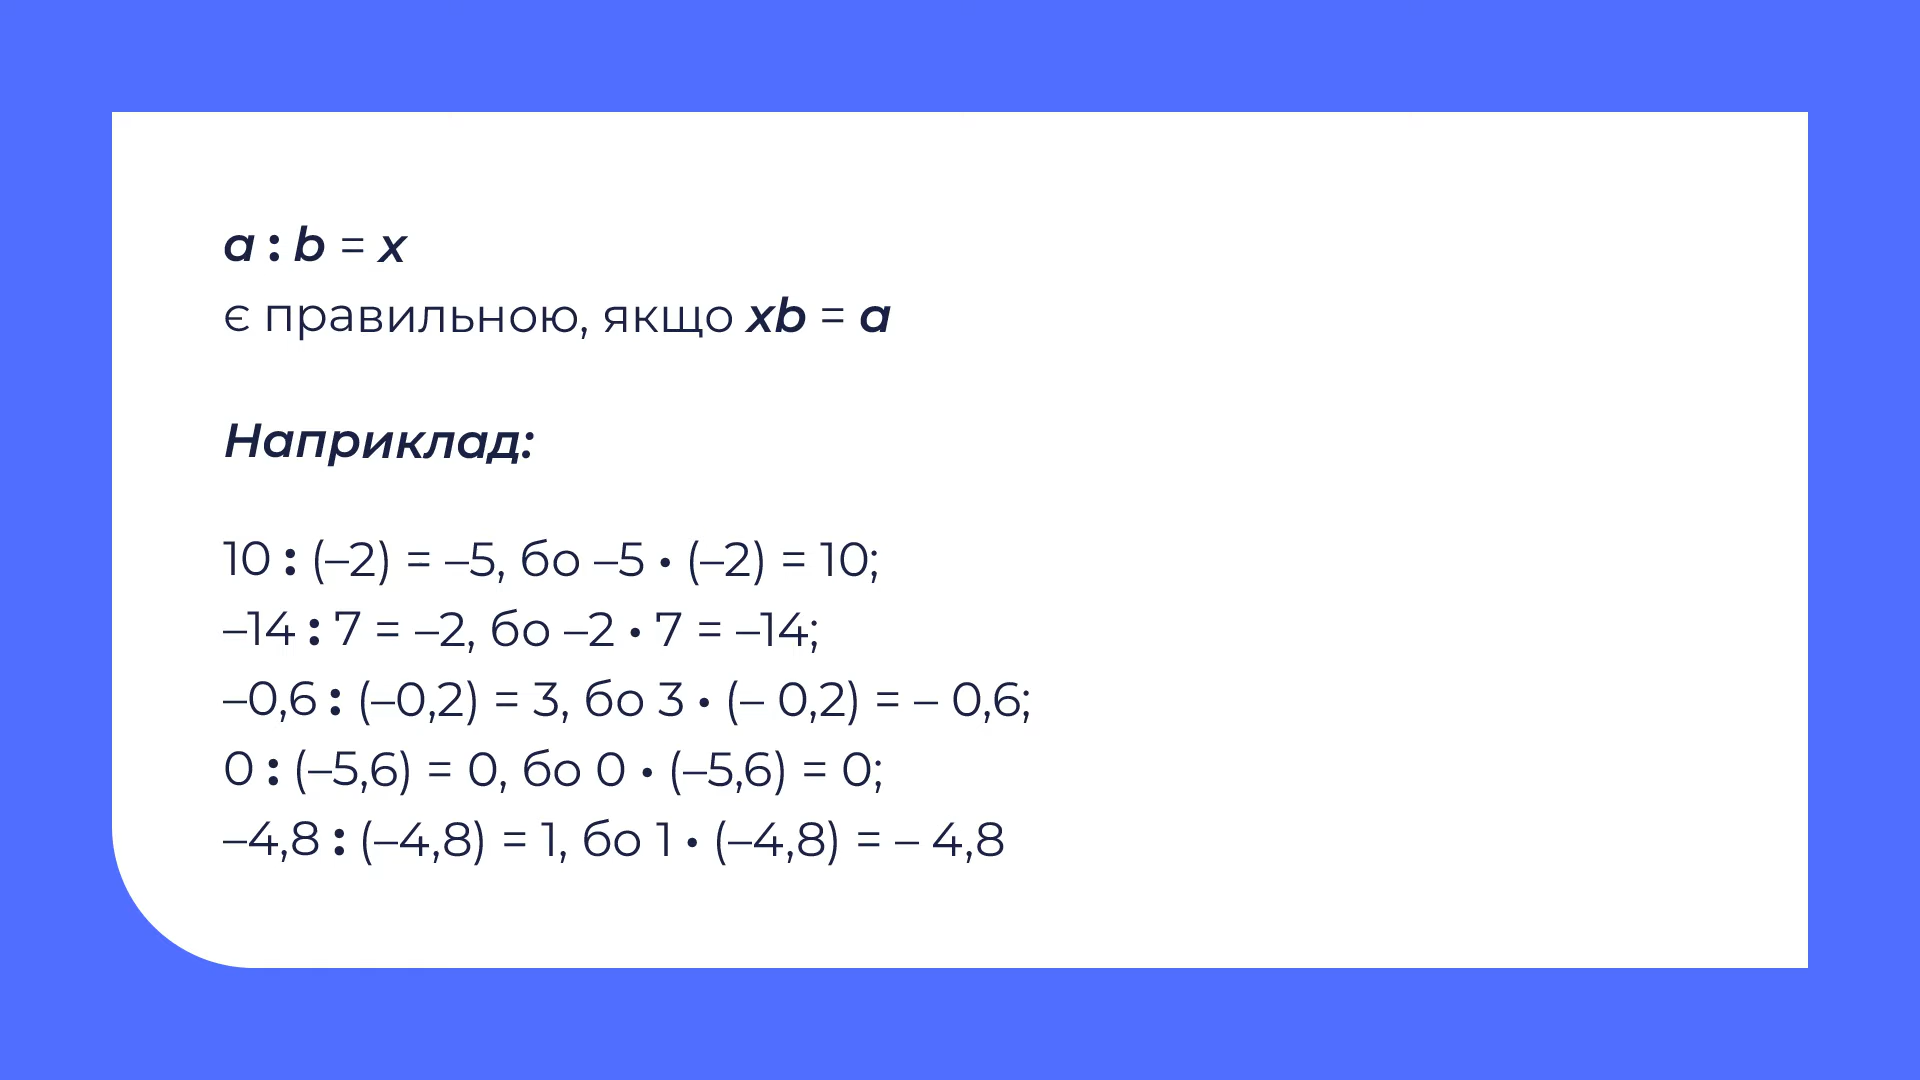 a : b = x
є правильною, якщо xb = a
Наприклад:
10 : (–2) = –5, бо –5 • (–2) = 10;
–14 : 7 = –2, бо –2 • 7 = –14;
–0,6 : (–0,2) = 3, бо 3 • (– 0,2) = – 0,6;
0 : (–5,6) = 0, бо 0 • (–5,6) = 0;
–4,8 : (–4,8) = 1, бо 1 • (–4,8) = – 4,8